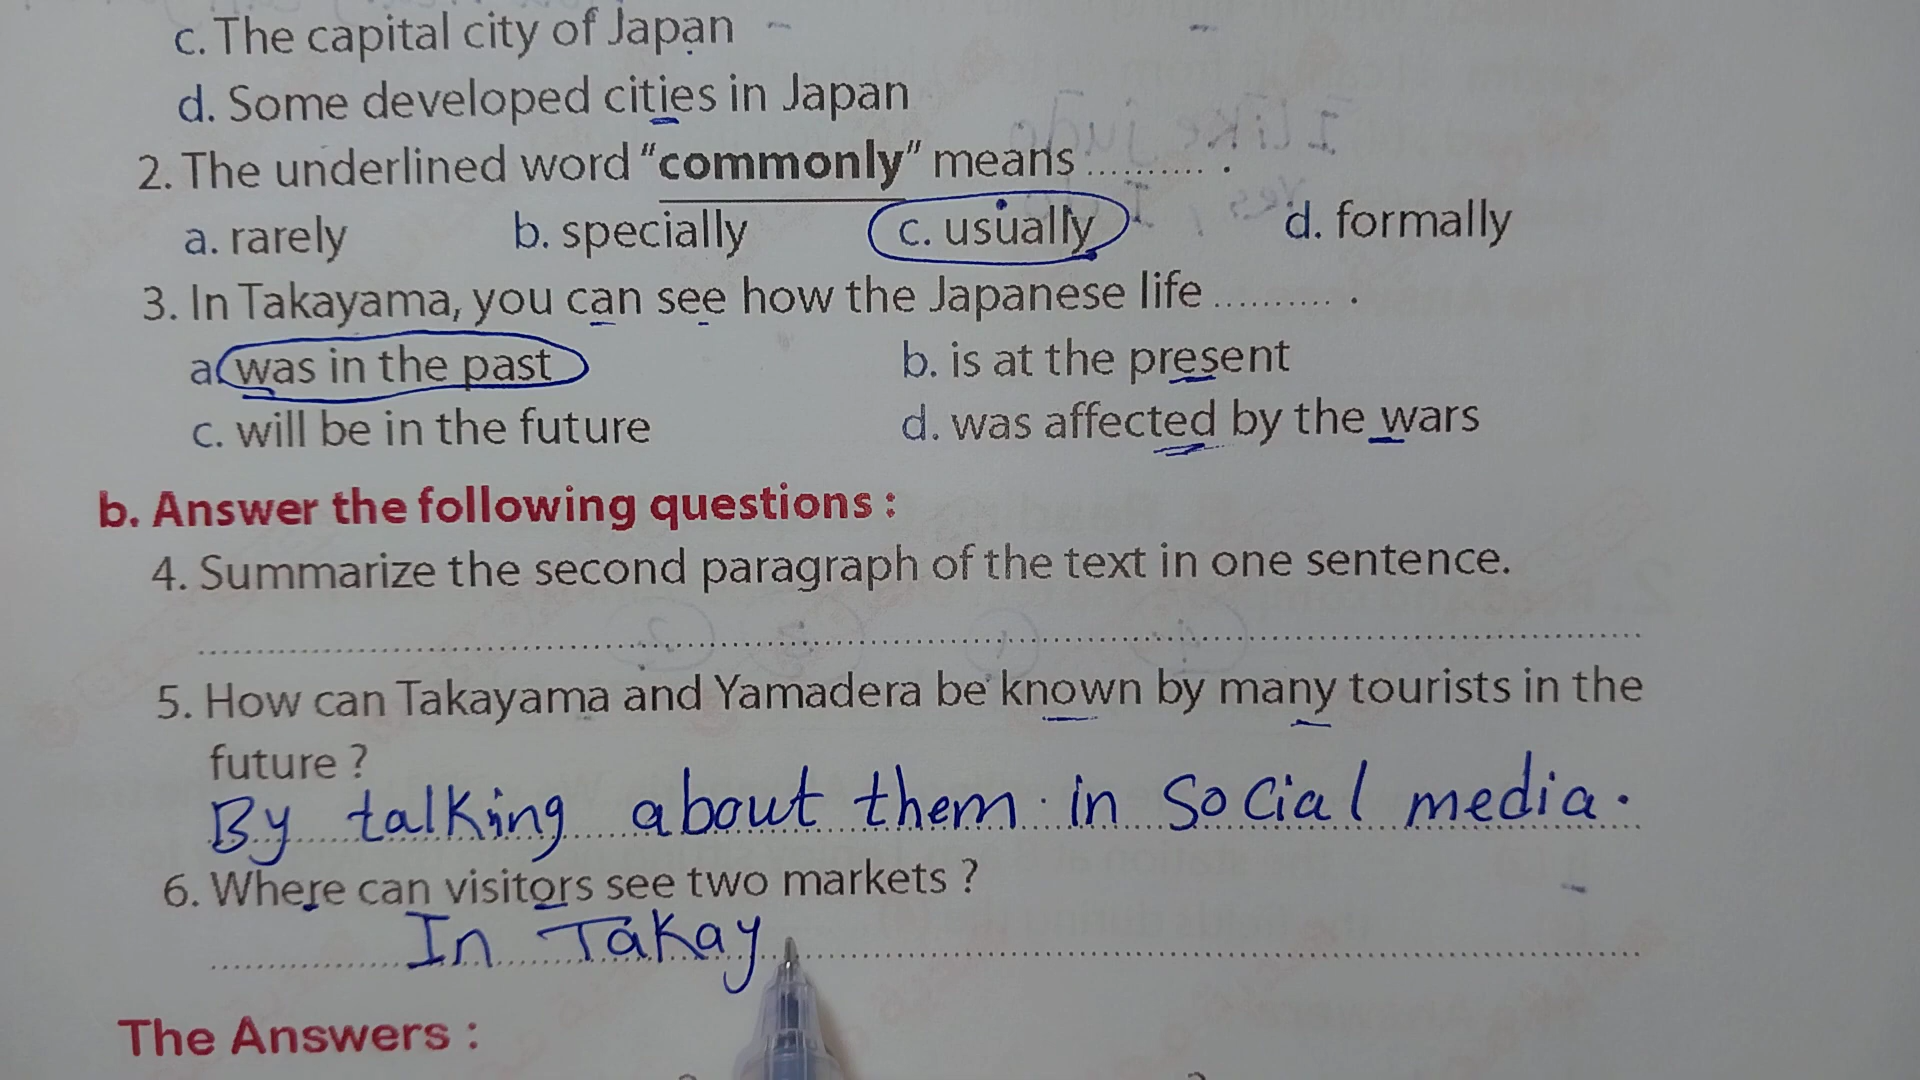 c. The capital city of Japan
d. Some developed cities in Japan
2. The underlined word "commonly" means .......... .
a. rarely b. specially c. usually d. formally
3. In Takayama, you can see how the Japanese life .......... .
a. was in the past b. is at the present
c. will be in the future d. was affected by the wars
b. Answer the following questions :
4. Summarize the second paragraph of the text in one sentence.
5. How can Takayama and Yamadera be known by many tourists in the
future ?
By talking about them in social media.
6. Where can visitors see two markets ?
In Takay
The Answers :